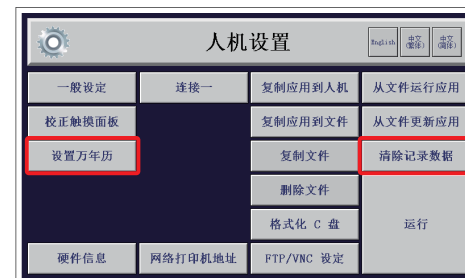 人机设置
English
中文
(繁体)
中文
(简体)
一般设定 连接一 复制应用到人机 从文件运行应用
校正触摸面板 复制应用到文件 从文件更新应用
设置万年历 复制文件 清除记录数据
删除文件
格式化 C 盘 运行
硬件信息 网络打印机地址 FTP/VNC 设定